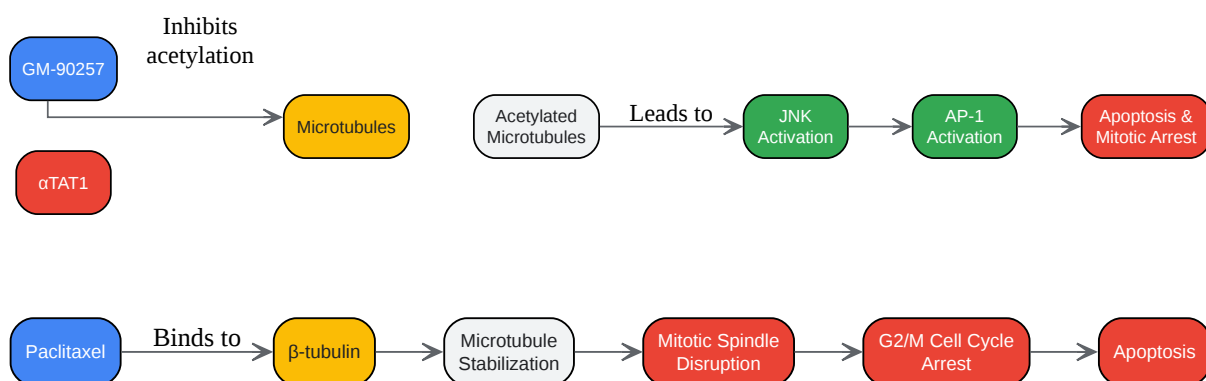 Inhibits
acetylation
GM-90257
Microtubules
αTAT1
Acetylated
Microtubules
Leads to
JNK
Activation
AP-1
Activation
Apoptosis &
Mitotic Arrest
Paclitaxel
Binds to
β-tubulin
Microtubule
Stabilization
Mitotic Spindle
Disruption
G2/M Cell Cycle
Arrest
Apoptosis